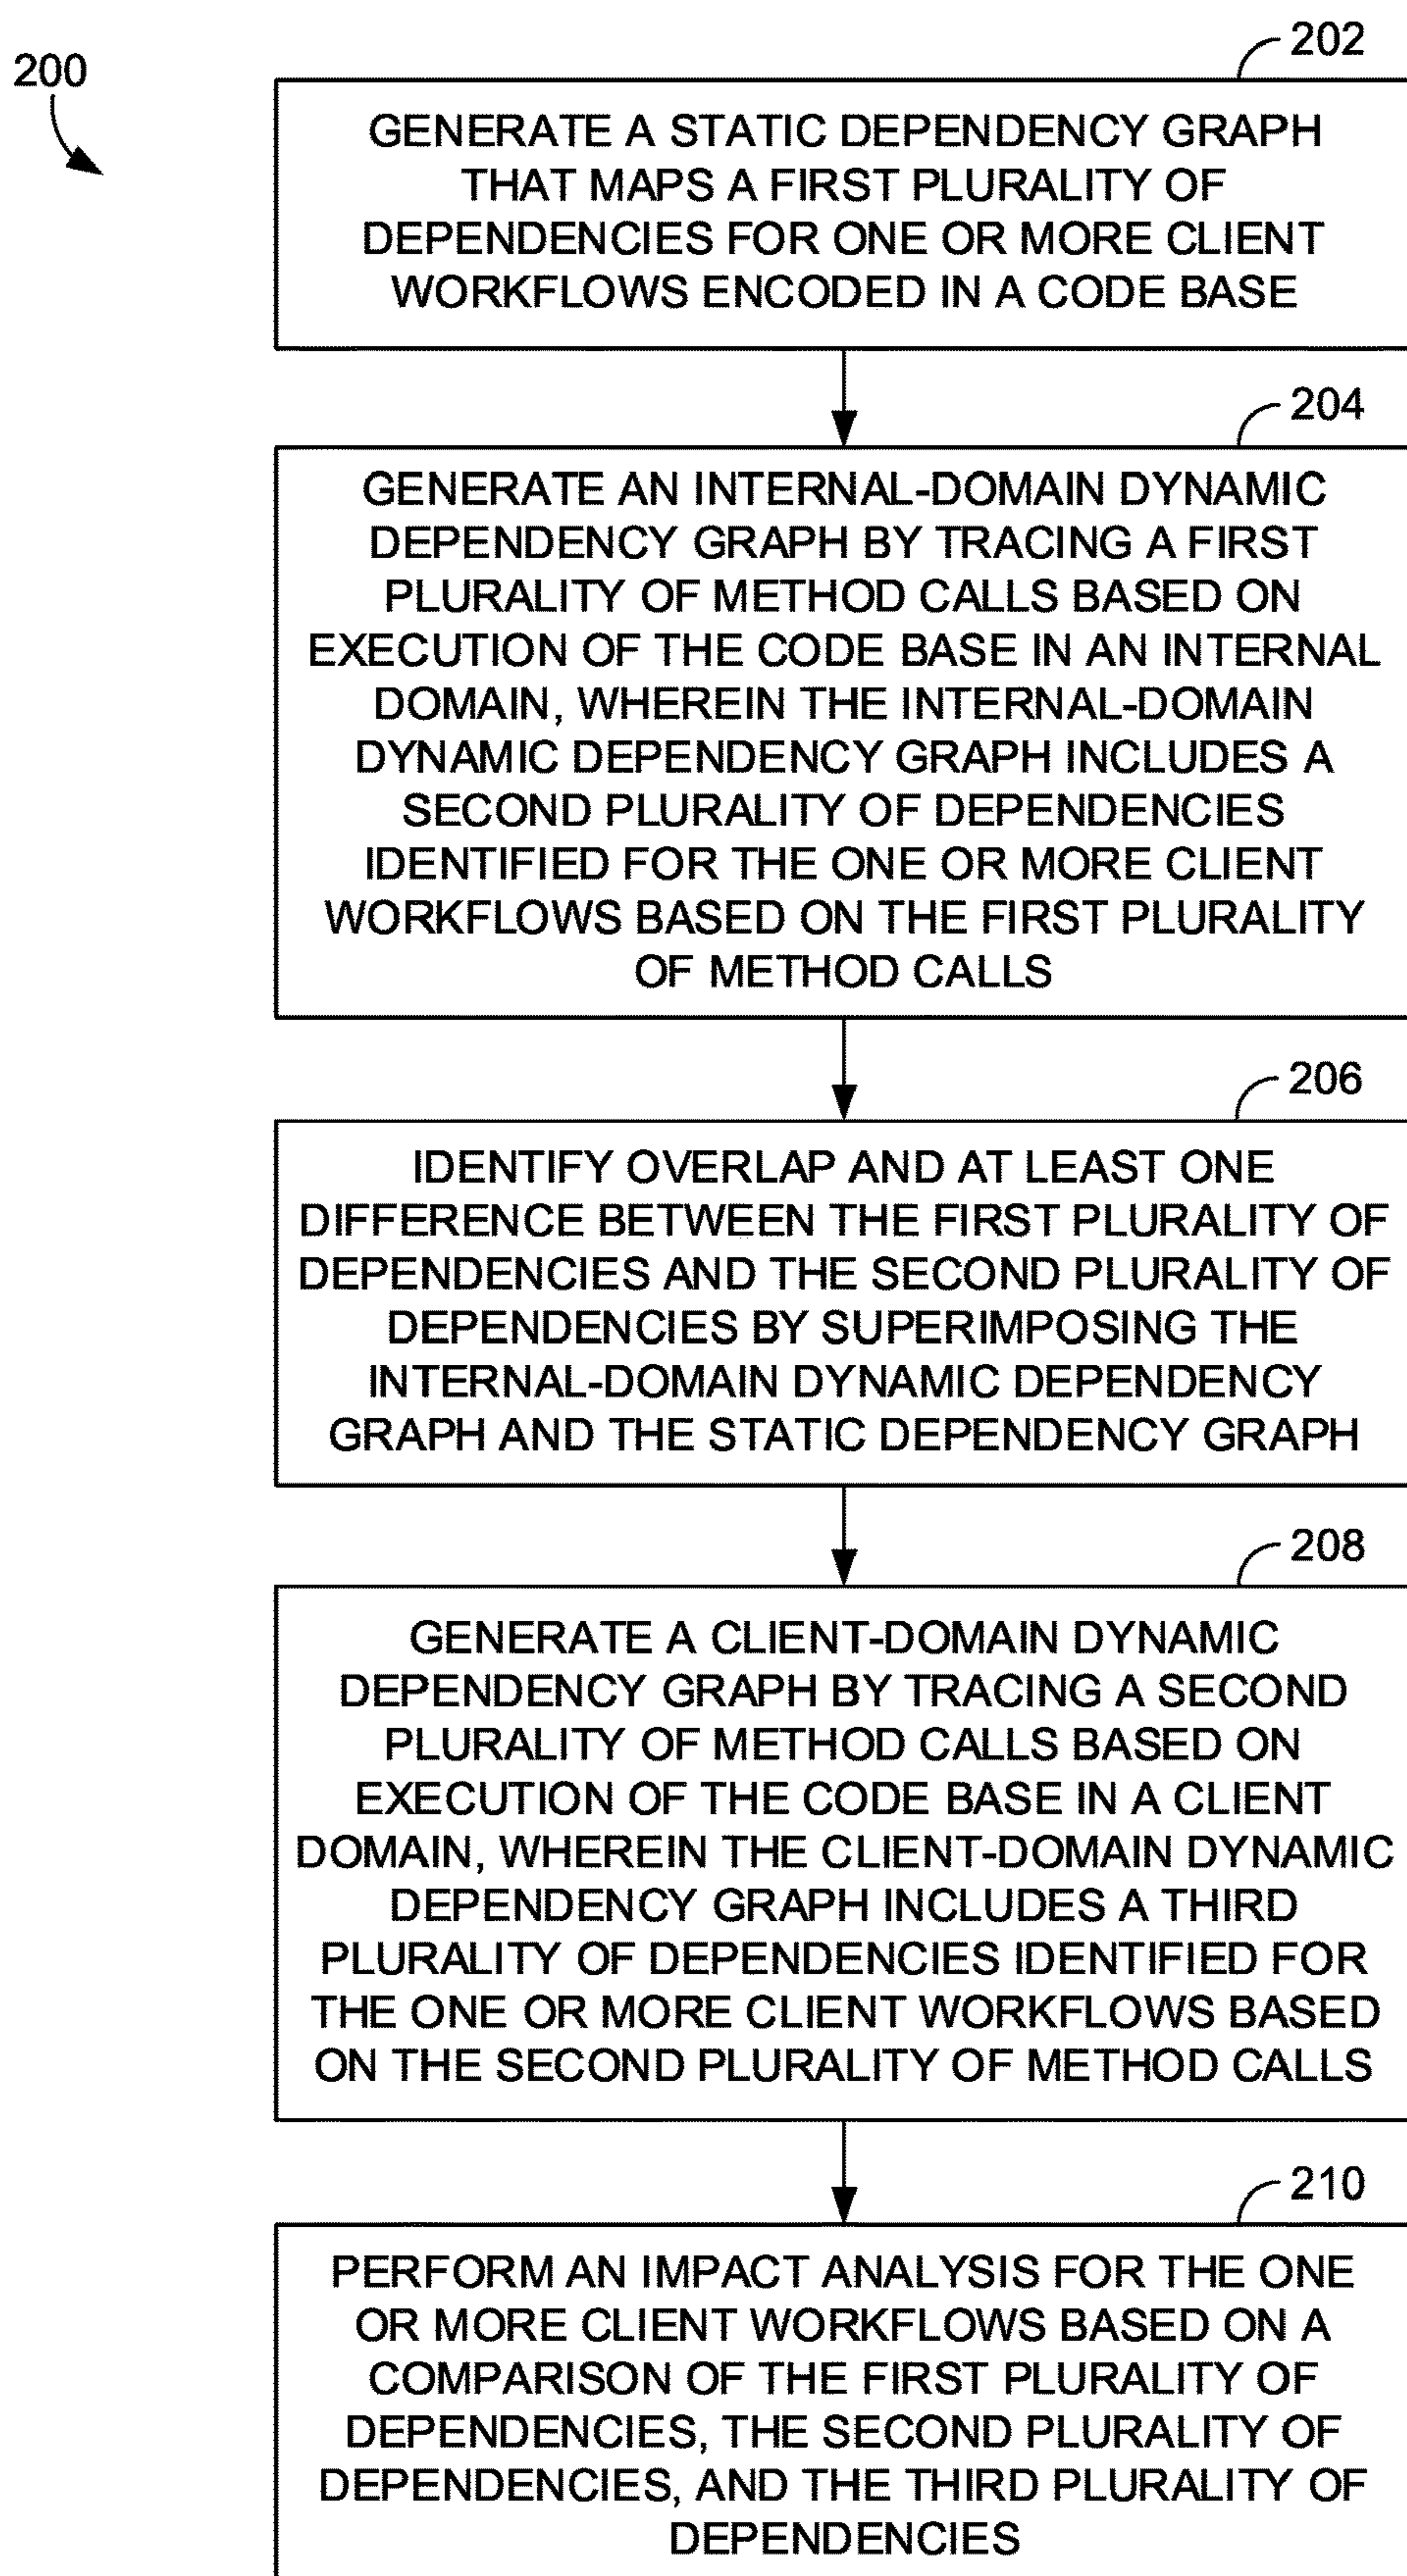 200
202
GENERATE A STATIC DEPENDENCY GRAPH
THAT MAPS A FIRST PLURALITY OF
DEPENDENCIES FOR ONE OR MORE CLIENT
WORKFLOWS ENCODED IN A CODE BASE
204
GENERATE AN INTERNAL-DOMAIN DYNAMIC
DEPENDENCY GRAPH BY TRACING A FIRST
PLURALITY OF METHOD CALLS BASED ON
EXECUTION OF THE CODE BASE IN AN INTERNAL
DOMAIN, WHEREIN THE INTERNAL-DOMAIN
DYNAMIC DEPENDENCY GRAPH INCLUDES A
SECOND PLURALITY OF DEPENDENCIES
IDENTIFIED FOR THE ONE OR MORE CLIENT
WORKFLOWS BASED ON THE FIRST PLURALITY
OF METHOD CALLS
206
IDENTIFY OVERLAP AND AT LEAST ONE
DIFFERENCE BETWEEN THE FIRST PLURALITY OF
DEPENDENCIES AND THE SECOND PLURALITY OF
DEPENDENCIES BY SUPERIMPOSING THE
INTERNAL-DOMAIN DYNAMIC DEPENDENCY
GRAPH AND THE STATIC DEPENDENCY GRAPH
208
GENERATE A CLIENT-DOMAIN DYNAMIC
DEPENDENCY GRAPH BY TRACING A SECOND
PLURALITY OF METHOD CALLS BASED ON
EXECUTION OF THE CODE BASE IN A CLIENT
DOMAIN, WHEREIN THE CLIENT-DOMAIN DYNAMIC
DEPENDENCY GRAPH INCLUDES A THIRD
PLURALITY OF DEPENDENCIES IDENTIFIED FOR
THE ONE OR MORE CLIENT WORKFLOWS BASED
ON THE SECOND PLURALITY OF METHOD CALLS
210
PERFORM AN IMPACT ANALYSIS FOR THE ONE
OR MORE CLIENT WORKFLOWS BASED ON A
COMPARISON OF THE FIRST PLURALITY OF
DEPENDENCIES, THE SECOND PLURALITY OF
DEPENDENCIES, AND THE THIRD PLURALITY OF
DEPENDENCIES